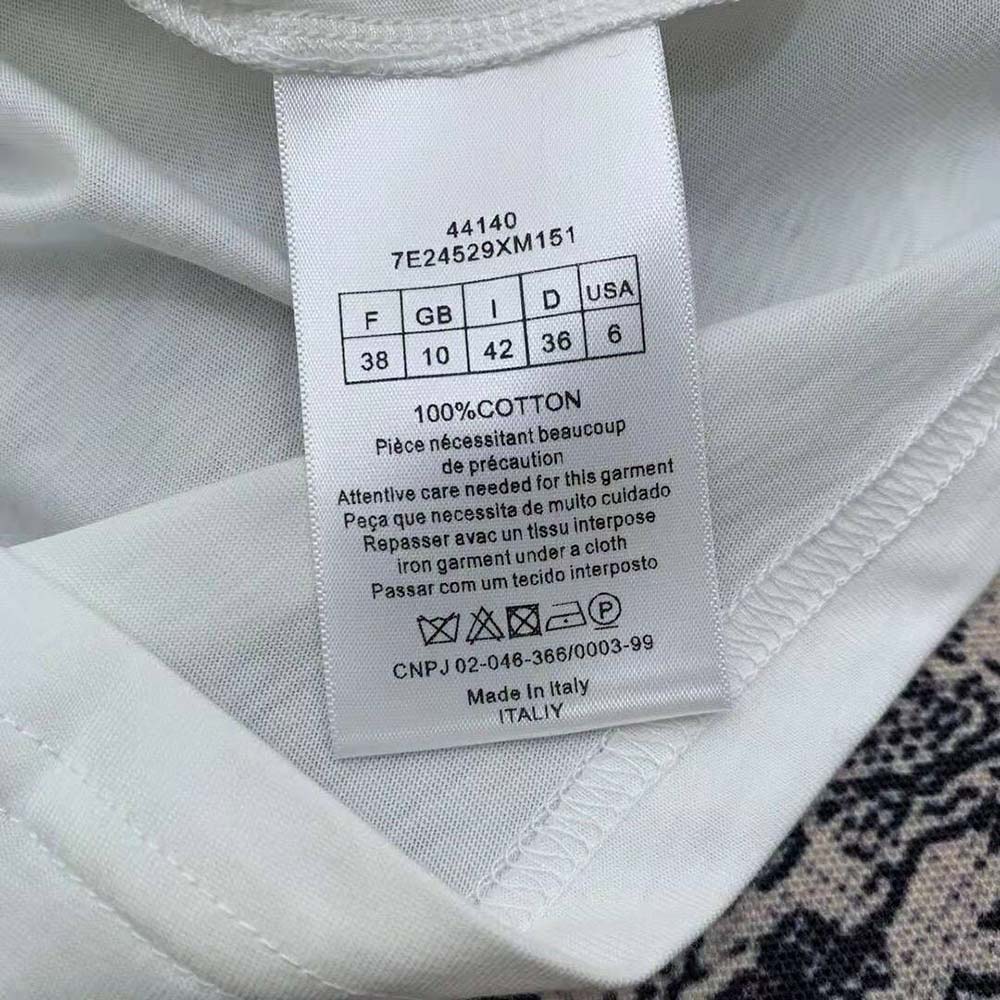 44140
7E24529XM151
F GB I D USA
38 10 42 36 6
100%COTTON
Pièce nécessitant beaucoup
de précaution
Attentive care needed for this garment
Peça que necessita de muito cuidado
Repasser avac un tissu interpose
iron garment under a cloth
Passar com um tecido interposto
P
CNPJ 02-046-366/0003-99
Made In Italy
ITALIY